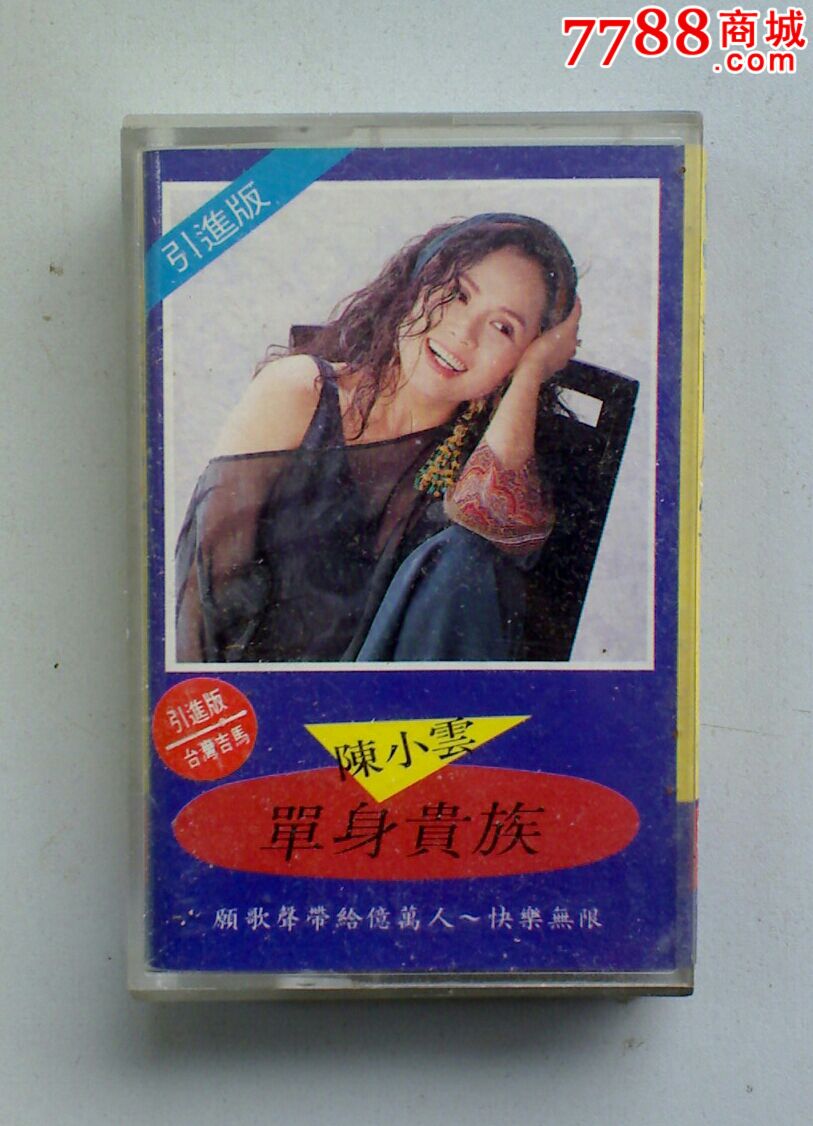 7788商城
.com
引進版
引進版
台灣吉馬
陳小雲
單身貴族
願歌聲帶給億萬人~快樂無限